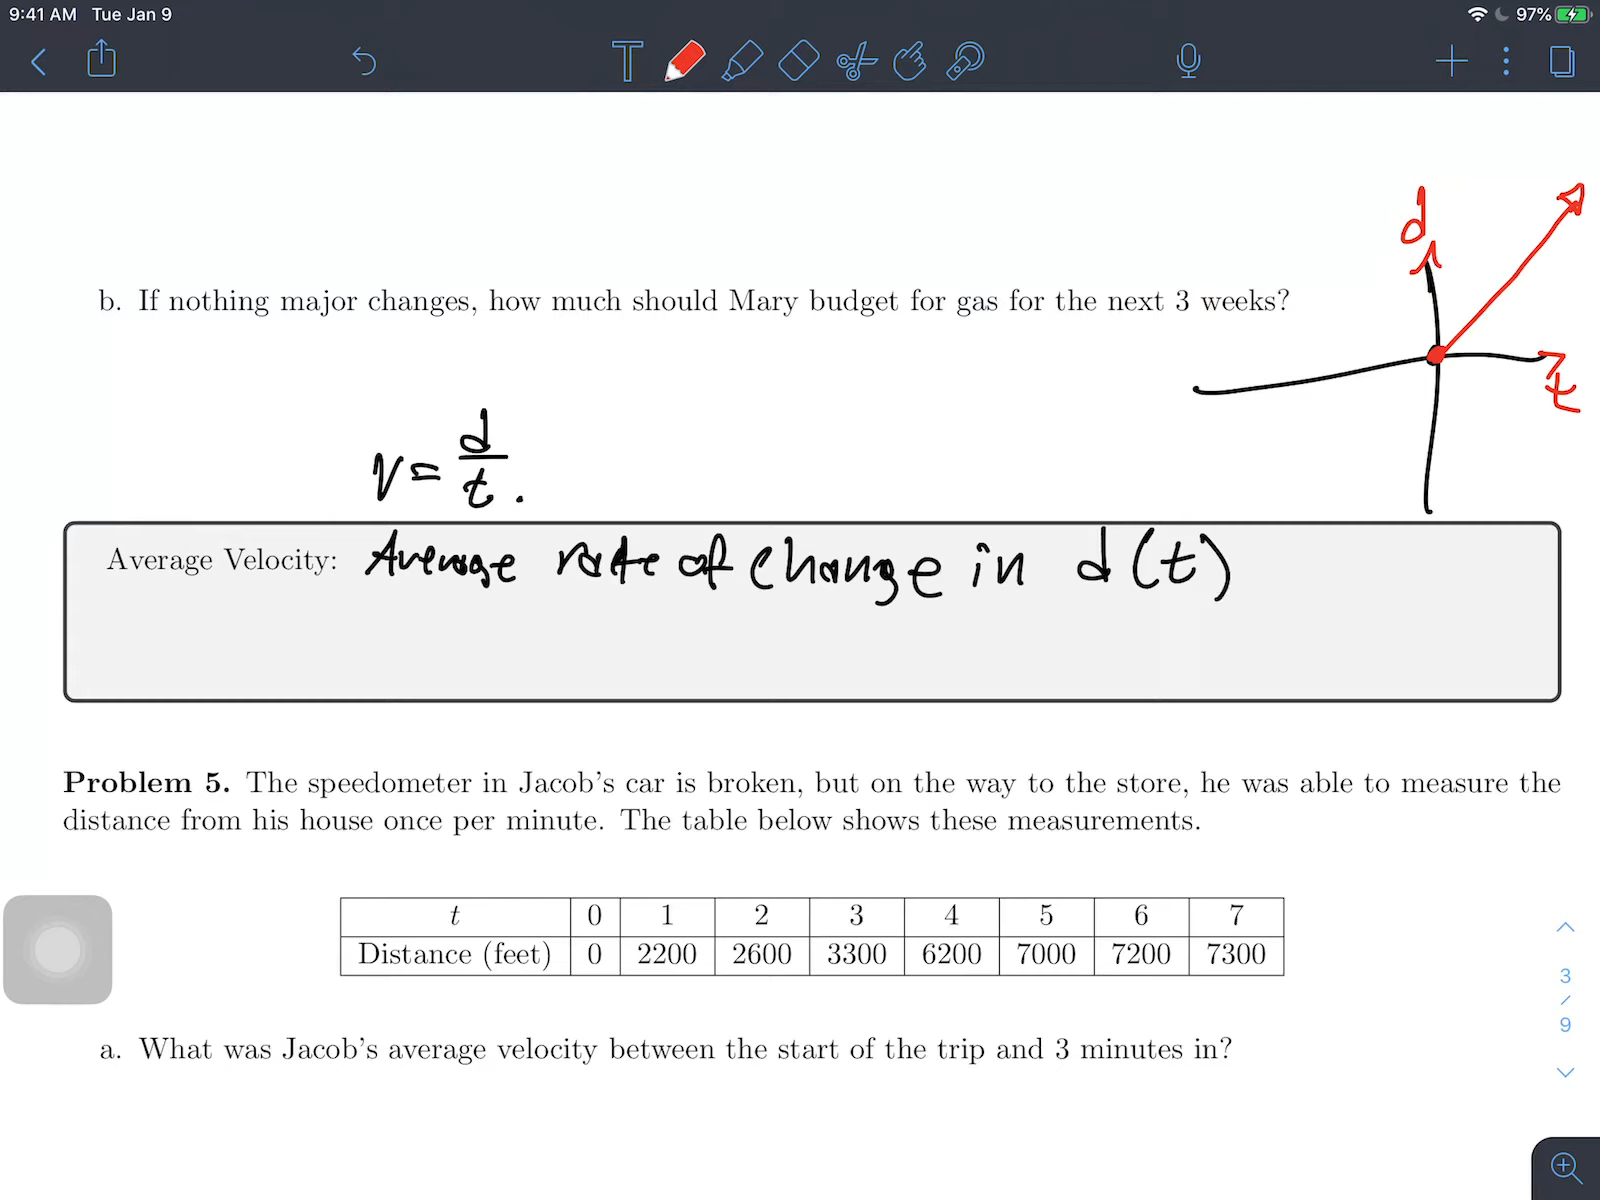 9:41 AM Tue Jan 9 97%
d
b. If nothing major changes, how much should Mary budget for gas for the next 3 weeks?
t
v = d/t.
Average Velocity: Average rate of change in d(t)
Problem 5. The speedometer in Jacob's car is broken, but on the way to the store, he was able to measure the
distance from his house once per minute. The table below shows these measurements.
t 0 1 2 3 4 5 6 7
Distance (feet) 0 2200 2600 3300 6200 7000 7200 7300
3
/
9
a. What was Jacob's average velocity between the start of the trip and 3 minutes in?